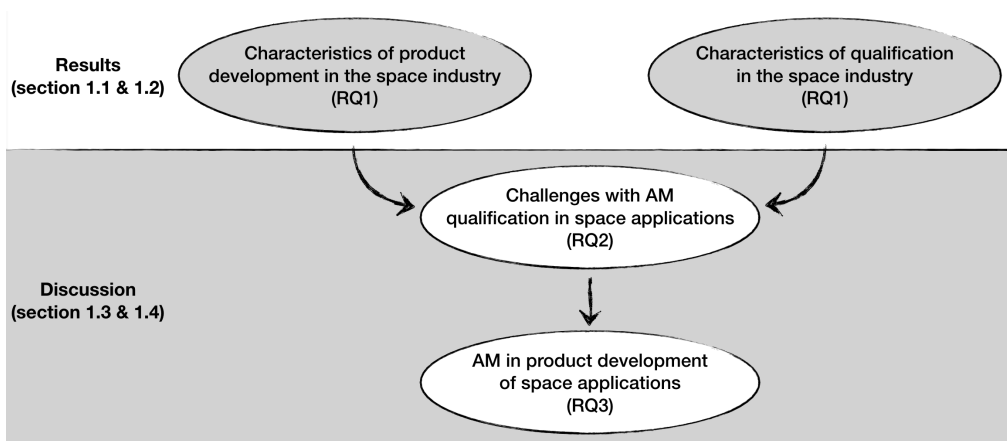 Results
(section 1.1 & 1.2)
Characteristics of product
development in the space industry
(RQ1)
Characteristics of qualification
in the space industry
(RQ1)
Challenges with AM
qualification in space applications
(RQ2)
Discussion
(section 1.3 & 1.4)
AM in product development
of space applications
(RQ3)